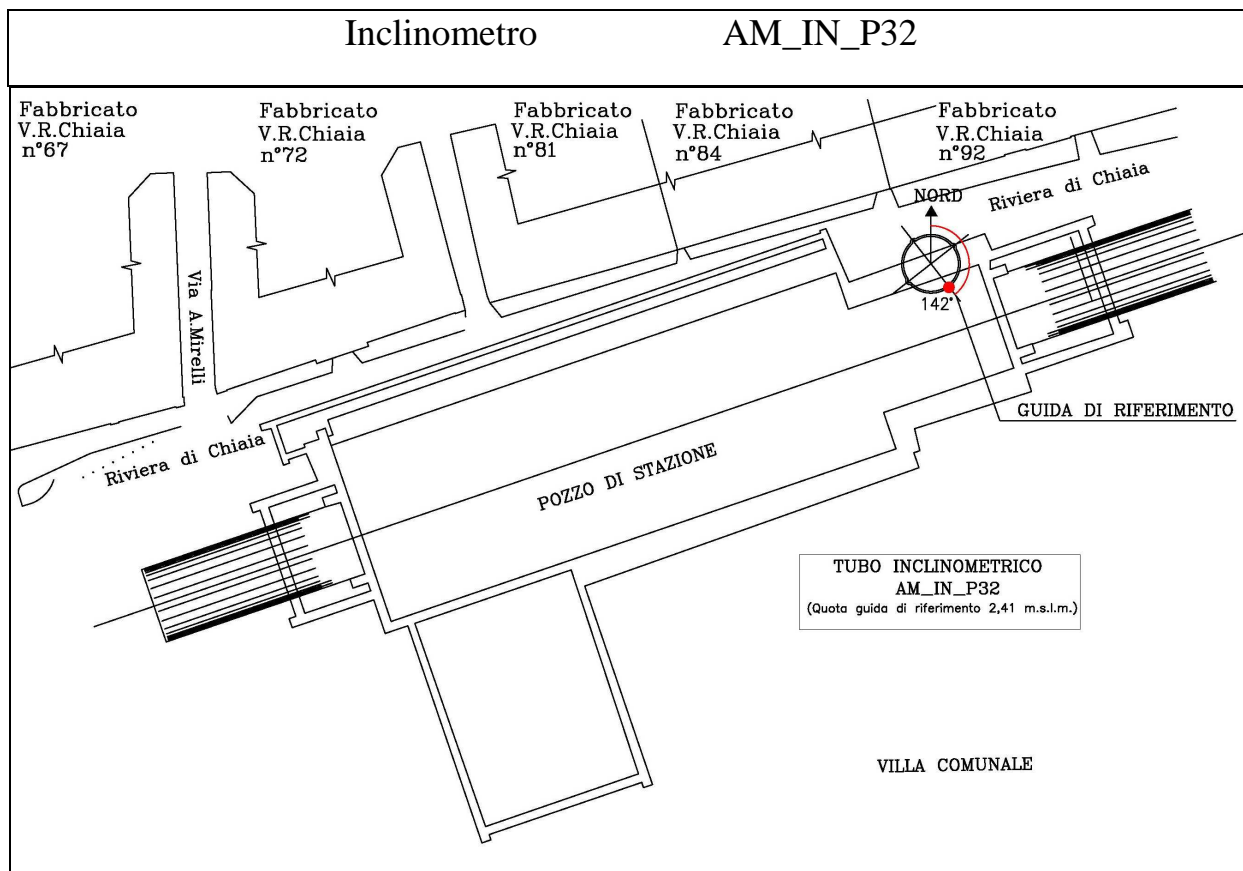 Inclinometro AM_IN_P32
Fabbricato
V.R.Chiaia
n°67
Fabbricato
V.R.Chiaia
n°72
Fabbricato
V.R.Chiaia
n°81
Fabbricato
V.R.Chiaia
n°84
Fabbricato
V.R.Chiaia
n°92
NORD
Riviera di Chiaia
142°
Via A.Mirelli
GUIDA DI RIFERIMENTO
Riviera di Chiaia
POZZO DI STAZIONE
TUBO INCLINOMETRICO
AM_IN_P32
(Quota guida di riferimento 2,41 m.s.l.m.)
VILLA COMUNALE